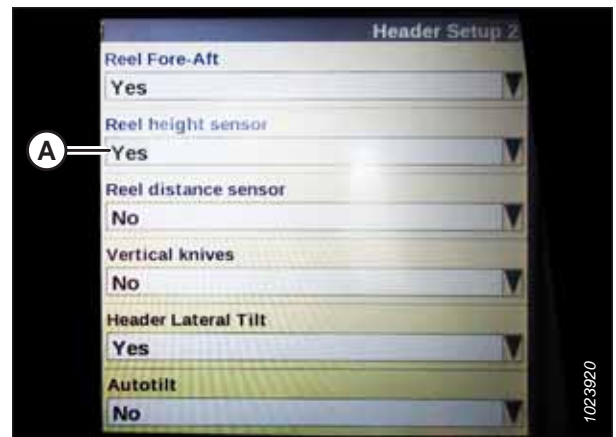 Header Setup 2
Reel Fore-Aft
Yes
Reel height sensor
A
Yes
Reel distance sensor
No
Vertical knives
No
Header Lateral Tilt
Yes
Autotilt
No
1023920